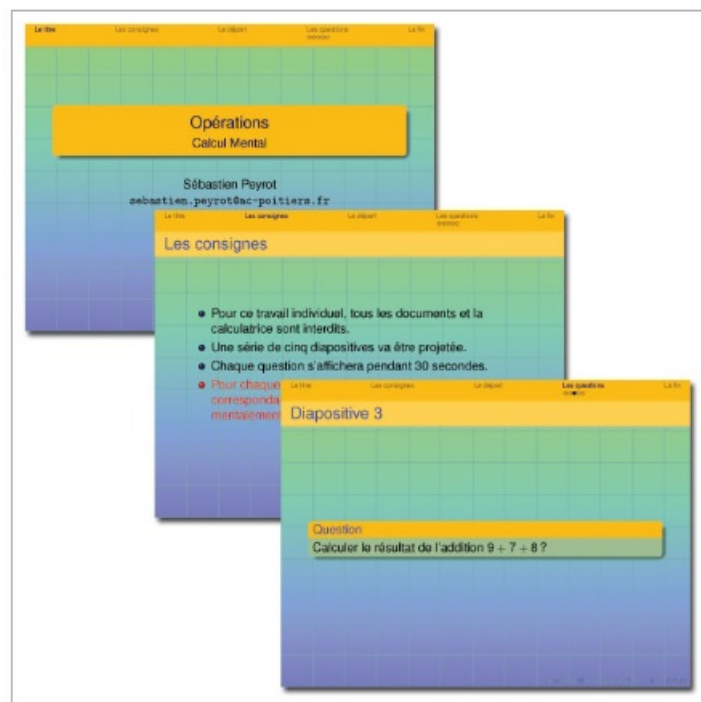 Le titre Les consignes Le départ Les questions La fin
Opérations
Calcul Mental
Sébastien Peyrot
sebastien.peyrot@ac-poitiers.fr
Le titre Les consignes Le départ Les questions La fin
Les consignes
Pour ce travail individuel, tous les documents et la
calculatrice sont interdits.
Une série de cinq diapositives va être projetée.
Chaque question s'affichera pendant 30 secondes.
Pour chaque
corresponda
mentalement
Le titre Les consignes Le départ Les questions La fin
Diapositive 3
Question
Calculer le résultat de l'addition 9 + 7 + 8 ?